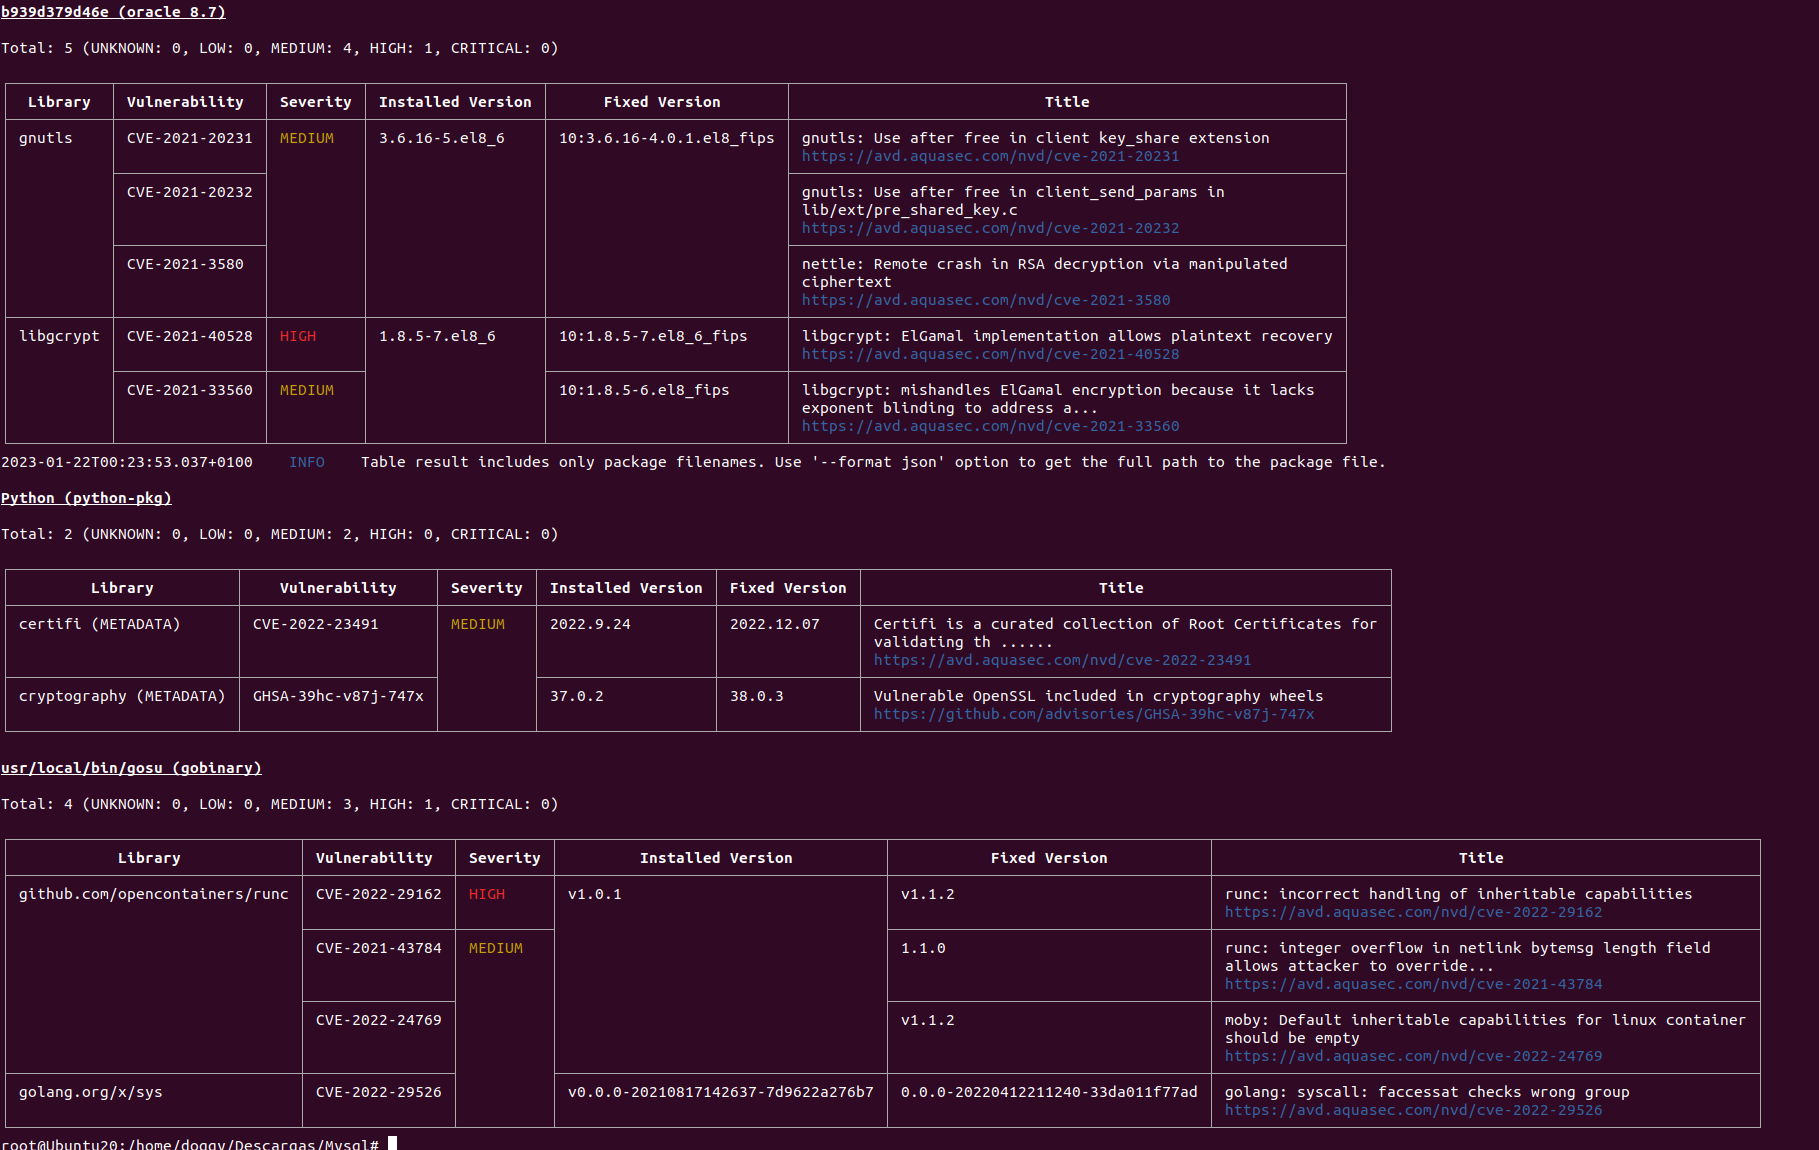 b939d379d46e (oracle 8.7)
Total: 5 (UNKNOWN: 0, LOW: 0, MEDIUM: 4, HIGH: 1, CRITICAL: 0)
Library Vulnerability Severity Installed Version Fixed Version Title
gnutls CVE-2021-20231 MEDIUM 3.6.16-5.el8_6 10:3.6.16-4.0.1.el8_fips gnutls: Use after free in client key_share extension
https://avd.aquasec.com/nvd/cve-2021-20231
CVE-2021-20232 gnutls: Use after free in client_send_params in
lib/ext/pre_shared_key.c
https://avd.aquasec.com/nvd/cve-2021-20232
CVE-2021-3580 nettle: Remote crash in RSA decryption via manipulated
ciphertext
https://avd.aquasec.com/nvd/cve-2021-3580
libgcrypt CVE-2021-40528 HIGH 1.8.5-7.el8_6 10:1.8.5-7.el8_6_fips libgcrypt: ElGamal implementation allows plaintext recovery
https://avd.aquasec.com/nvd/cve-2021-40528
CVE-2021-33560 MEDIUM 10:1.8.5-6.el8_fips libgcrypt: mishandles ElGamal encryption because it lacks
exponent blinding to address a...
https://avd.aquasec.com/nvd/cve-2021-33560
2023-01-22T00:23:53.037+0100 INFO Table result includes only package filenames. Use '--format json' option to get the full path to the package file.
Python (python-pkg)
Total: 2 (UNKNOWN: 0, LOW: 0, MEDIUM: 2, HIGH: 0, CRITICAL: 0)
Library Vulnerability Severity Installed Version Fixed Version Title
certifi (METADATA) CVE-2022-23491 MEDIUM 2022.9.24 2022.12.07 Certifi is a curated collection of Root Certificates for
validating th ......
https://avd.aquasec.com/nvd/cve-2022-23491
cryptography (METADATA) GHSA-39hc-v87j-747x 37.0.2 38.0.3 Vulnerable OpenSSL included in cryptography wheels
https://github.com/advisories/GHSA-39hc-v87j-747x
usr/local/bin/gosu (gobinary)
Total: 4 (UNKNOWN: 0, LOW: 0, MEDIUM: 3, HIGH: 1, CRITICAL: 0)
Library Vulnerability Severity Installed Version Fixed Version Title
github.com/opencontainers/runc CVE-2022-29162 HIGH v1.0.1 v1.1.2 runc: incorrect handling of inheritable capabilities
https://avd.aquasec.com/nvd/cve-2022-29162
CVE-2021-43784 MEDIUM 1.1.0 runc: integer overflow in netlink bytemsg length field
allows attacker to override...
https://avd.aquasec.com/nvd/cve-2021-43784
CVE-2022-24769 v1.1.2 moby: Default inheritable capabilities for linux container
should be empty
https://avd.aquasec.com/nvd/cve-2022-24769
golang.org/x/sys CVE-2022-29526 v0.0.0-20210817142637-7d9622a276b7 0.0.0-20220412211240-33da011f77ad golang: syscall: faccessat checks wrong group
https://avd.aquasec.com/nvd/cve-2022-29526
root@Ubuntu20:/home/doggy/Descargas/Mysql#